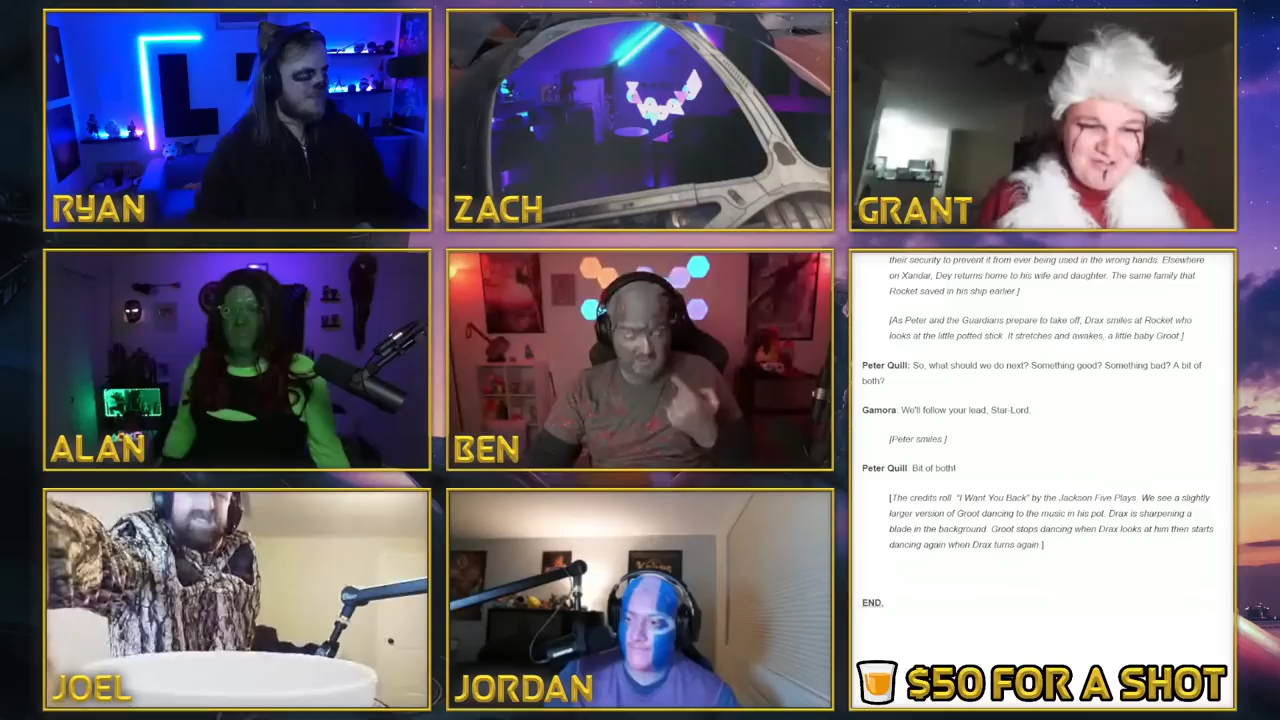 RYAN
ZACH
GRANT
ALAN
BEN
their security to prevent it from ever being used in the wrong hands. Elsewhere
on Xandar, Dey returns home to his wife and daughter. The same family that
Rocket saved in his ship earlier.]
[As Peter and the Guardians prepare to take off, Drax smiles at Rocket who
looks at the little potted stick. It stretches and awakes, a little baby Groot.]
Peter Quill: So, what should we do next? Something good? Something bad? A bit of
both?
Gamora: We'll follow your lead, Star-Lord.
[Peter smiles.]
Peter Quill: Bit of both!
[The credits roll. "I Want You Back" by the Jackson Five Plays. We see a slightly
larger version of Groot dancing to the music in his pot. Drax is sharpening a
blade in the background. Groot stops dancing when Drax looks at him then starts
dancing again when Drax turns again.]
END.
JOEL
JORDAN
$50 FOR A SHOT